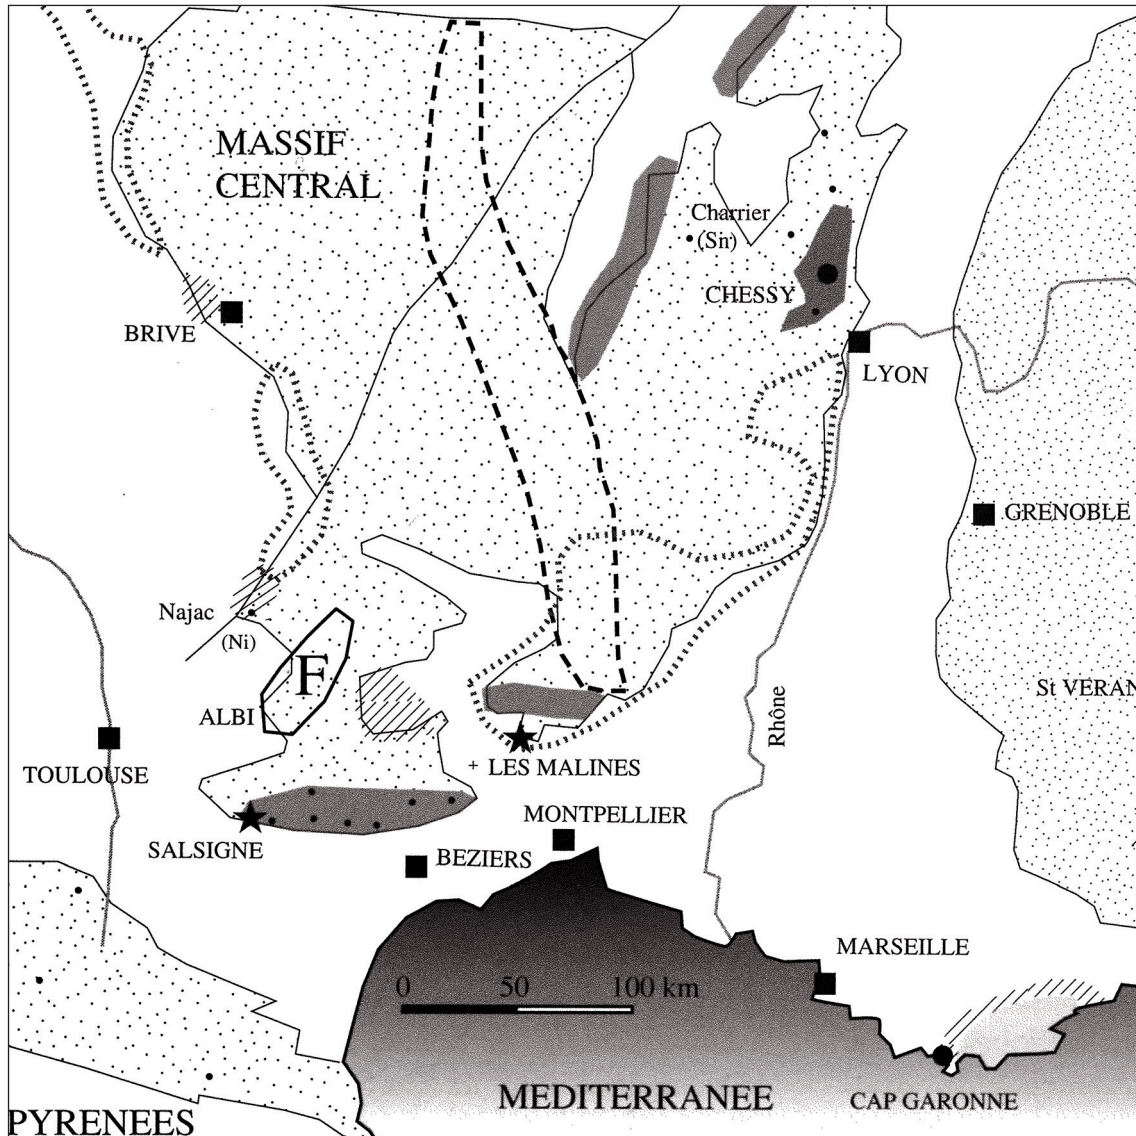 MASSIF
CENTRAL
Charrier
(Sn)
CHESSY
BRIVE
LYON
GRENOBLE
Najac
(Ni)
F
ALBI
St VERAN
Rhône
TOULOUSE
+ LES MALINES
MONTPELLIER
SALSIGNE
BEZIERS
MARSEILLE
0 50 100 km
MEDITERRANEE
CAP GARONNE
PYRENEES